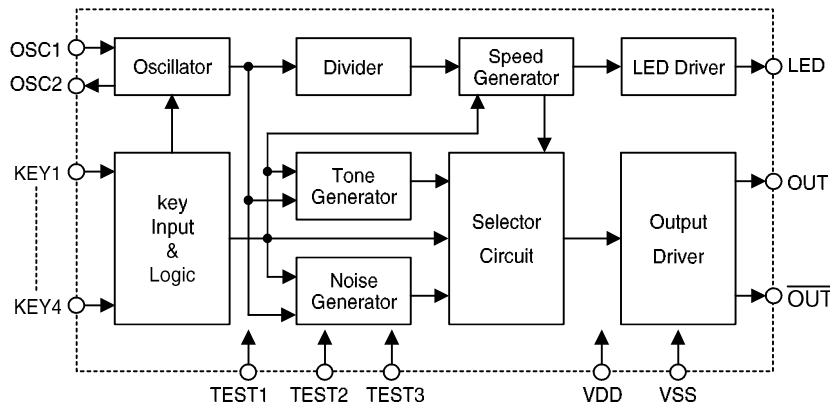 OSC1
OSC2
Oscillator
Divider
Speed
Generator
LED Driver
LED
KEY1
KEY4
key
Input
&
Logic
Tone
Generator
Noise
Generator
Selector
Circuit
Output
Driver
OUT
O̅U̅T̅
TEST1
TEST2
TEST3
VDD
VSS